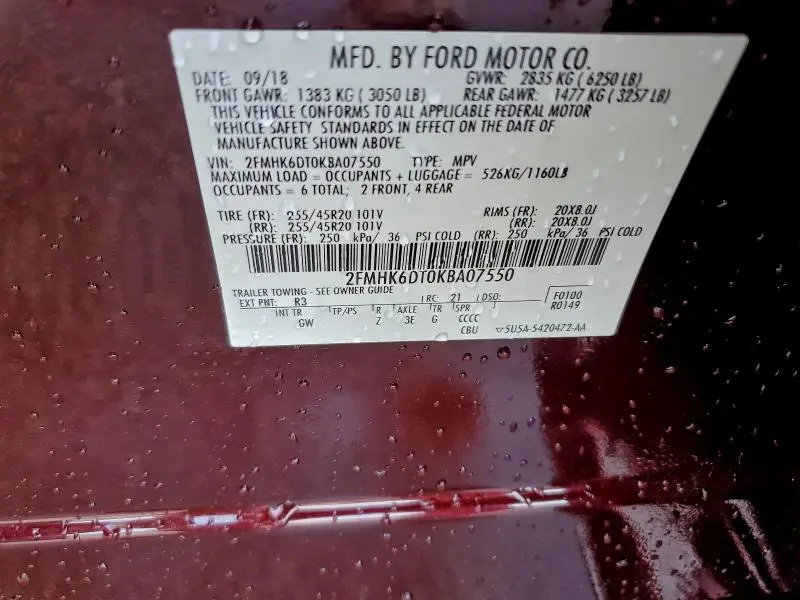 MFD. BY FORD MOTOR CO.
DATE: 09/18 GVWR: 2835 KG ( 6250 LB)
FRONT GAWR: 1383 KG ( 3050 LB) REAR GAWR: 1477 KG ( 3257 LB)
THIS VEHICLE CONFORMS TO ALL APPLICABLE FEDERAL MOTOR
VEHICLE SAFETY STANDARDS IN EFFECT ON THE DATE OF
MANUFACTURE SHOWN ABOVE.
VIN: 2FMHK6DT0KBA07550 TYPE: MPV
MAXIMUM LOAD = OCCUPANTS + LUGGAGE = 526KG/1160LB
OCCUPANTS = 6 TOTAL; 2 FRONT, 4 REAR
TIRE (FR): 255/45R20 101V RIMS (FR): 20X8.0J
(RR): 255/45R20 101V (RR): 20X8.0J
PRESSURE (FR): 250 kPa/ 36 PSI COLD (RR): 250 kPa/ 36 PSI COLD
2FMHK6DT0KBA07550
TRAILER TOWING - SEE OWNER GUIDE
EXT PNT: R3 RC: 21 DSO: F0100
R0149
INT TR TP/PS R AXLE TR SPR
GW Z 3E G CCCC
CBU 5U5A-5420472-AA